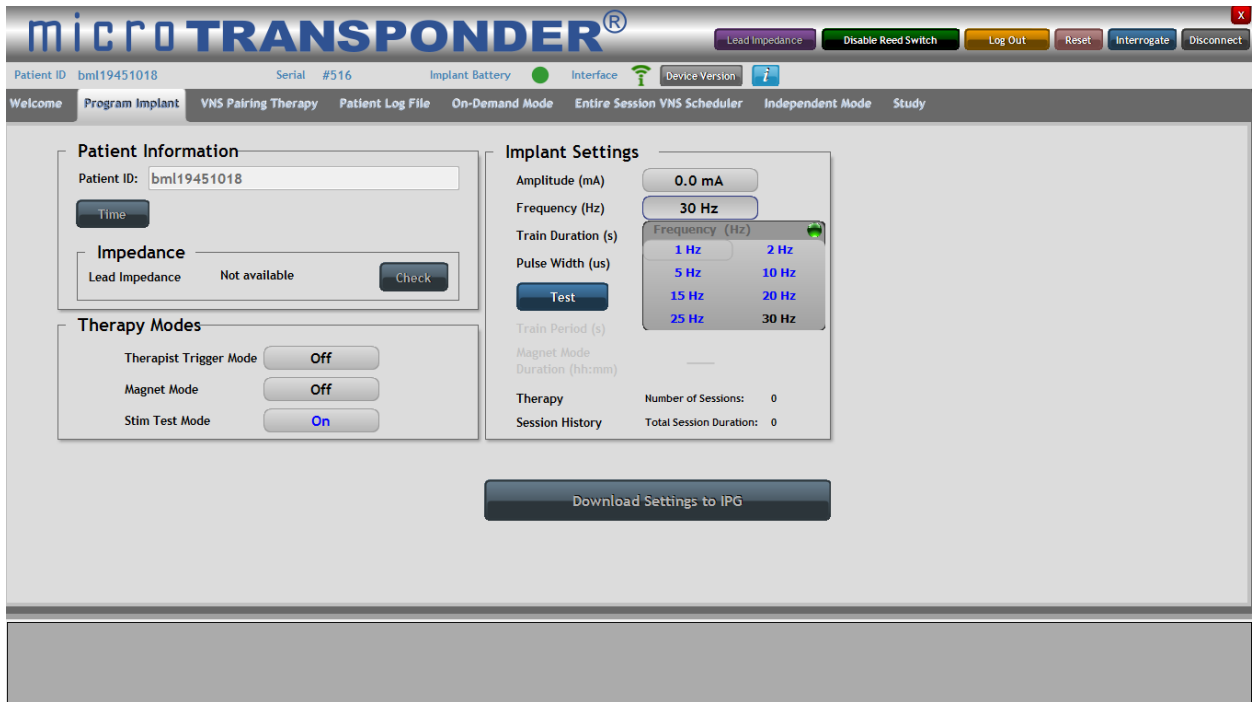 micro TRANSPONDER®
X
Lead Impedance Disable Reed Switch Log Out Reset Interrogate Disconnect
Patient ID bml19451018 Serial #516 Implant Battery Interface Device Version i
Welcome Program Implant VNS Pairing Therapy Patient Log File On-Demand Mode Entire Session VNS Scheduler Independent Mode Study
Patient Information
Patient ID: bml19451018
Time
Impedance
Lead Impedance Not available Check
Therapy Modes
Therapist Trigger Mode Off
Magnet Mode Off
Stim Test Mode On
Implant Settings
Amplitude (mA) 0.0 mA
Frequency (Hz) 30 Hz
Train Duration (s)
Pulse Width (us)
Frequency (Hz)
1 Hz 2 Hz
5 Hz 10 Hz
15 Hz 20 Hz
25 Hz 30 Hz
Test
Train Period (s)
Magnet Mode
Duration (hh:mm)
Therapy Number of Sessions: 0
Session History Total Session Duration: 0
Download Settings to IPG